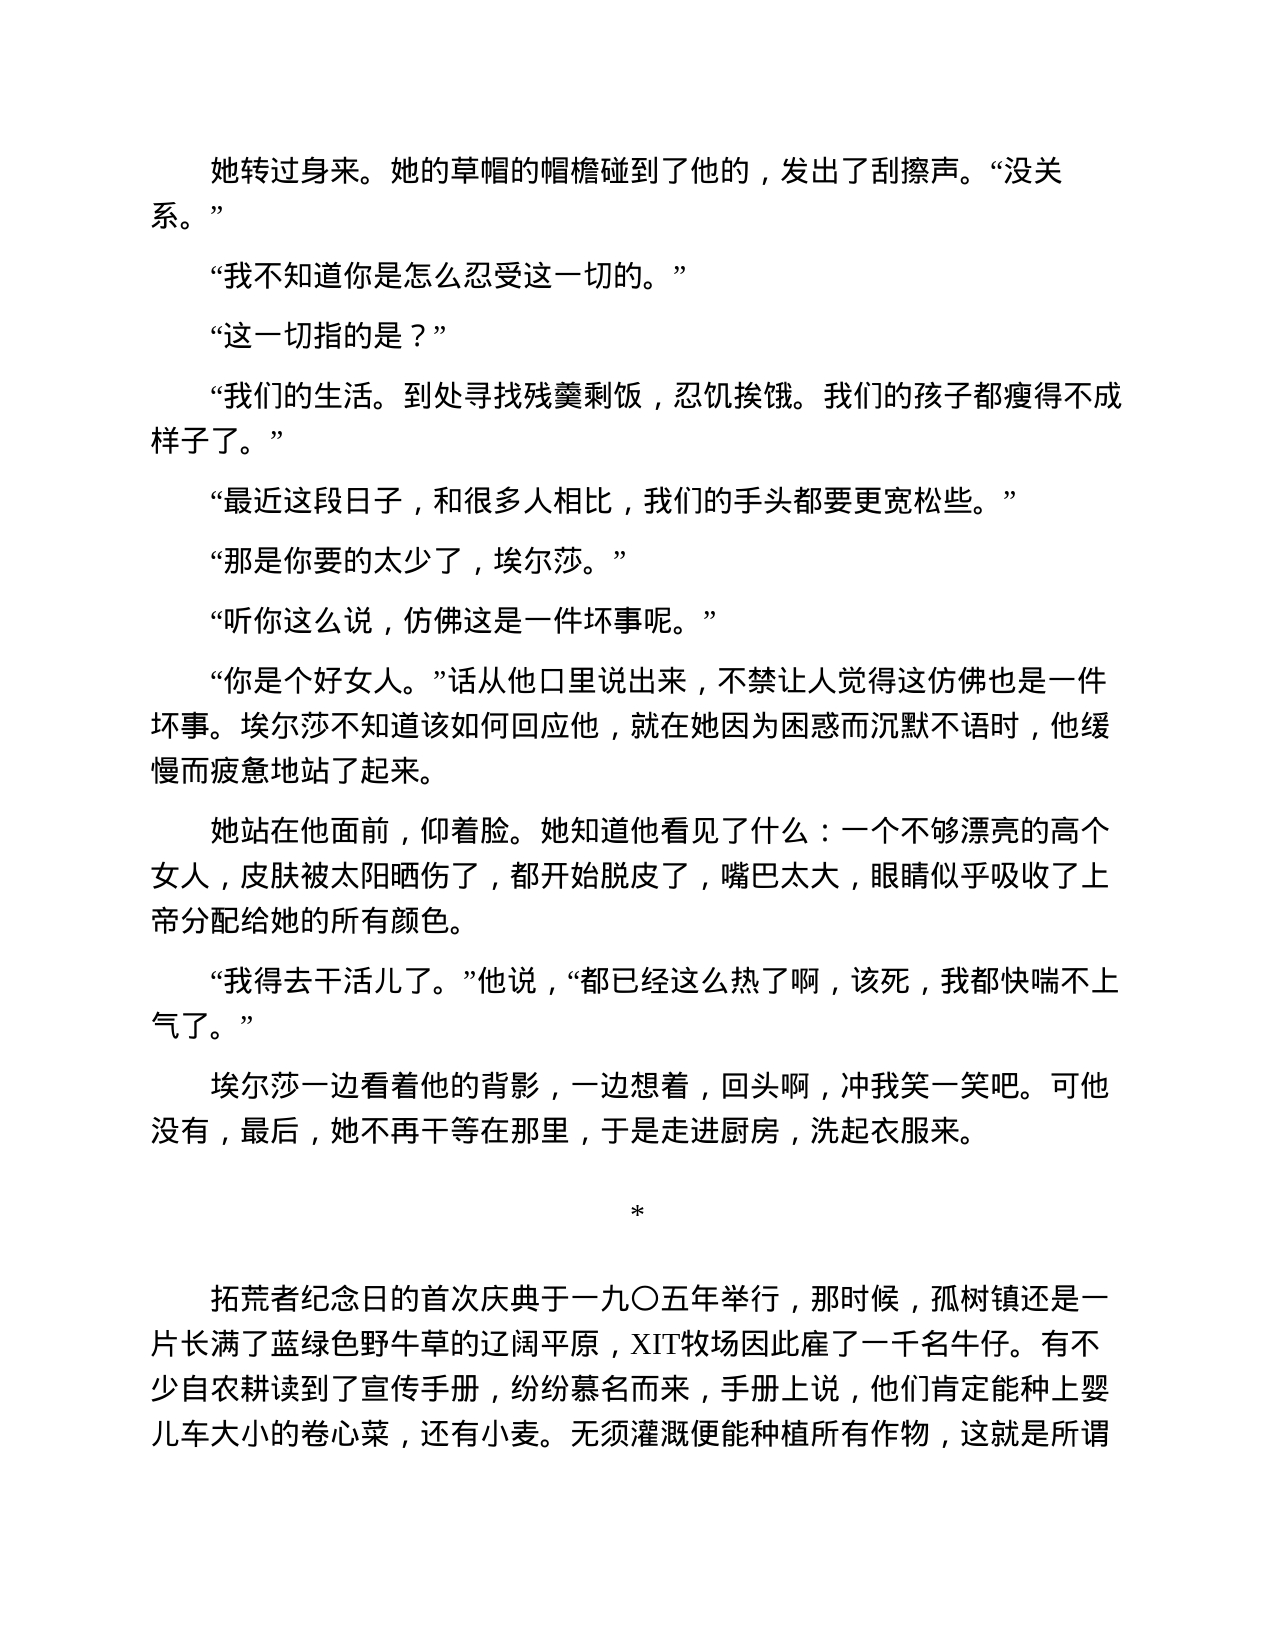 她转过身来。她的草帽的帽檐碰到了他的，发出了刮擦声。“没关
系。”
“我不知道你是怎么忍受这一切的。”
“这一切指的是？”
“我们的生活。到处寻找残羹剩饭，忍饥挨饿。我们的孩子都瘦得不成
样子了。”
“最近这段日子，和很多人相比，我们的手头都要更宽松些。”
“那是你要的太少了，埃尔莎。”
“听你这么说，仿佛这是一件坏事呢。”
“你是个好女人。”话从他口里说出来，不禁让人觉得这仿佛也是一件
坏事。埃尔莎不知道该如何回应他，就在她因为困惑而沉默不语时，他缓
慢而疲惫地站了起来。
她站在他面前，仰着脸。她知道他看见了什么：一个不够漂亮的高个
女人，皮肤被太阳晒伤了，都开始脱皮了，嘴巴太大，眼睛似乎吸收了上
帝分配给她的所有颜色。
“我得去干活儿了。”他说，“都已经这么热了啊，该死，我都快喘不上
气了。”
埃尔莎一边看着他的背影，一边想着，回头啊，冲我笑一笑吧。可他
没有，最后，她不再干等在那里，于是走进厨房，洗起衣服来。
*
拓荒者纪念日的首次庆典于一九〇五年举行，那时候，孤树镇还是一
片长满了蓝绿色野牛草的辽阔平原，XIT牧场因此雇了一千名牛仔。有不
少自农耕读到了宣传手册，纷纷慕名而来，手册上说，他们肯定能种上婴
儿车大小的卷心菜，还有小麦。无须灌溉便能种植所有作物，这就是所谓